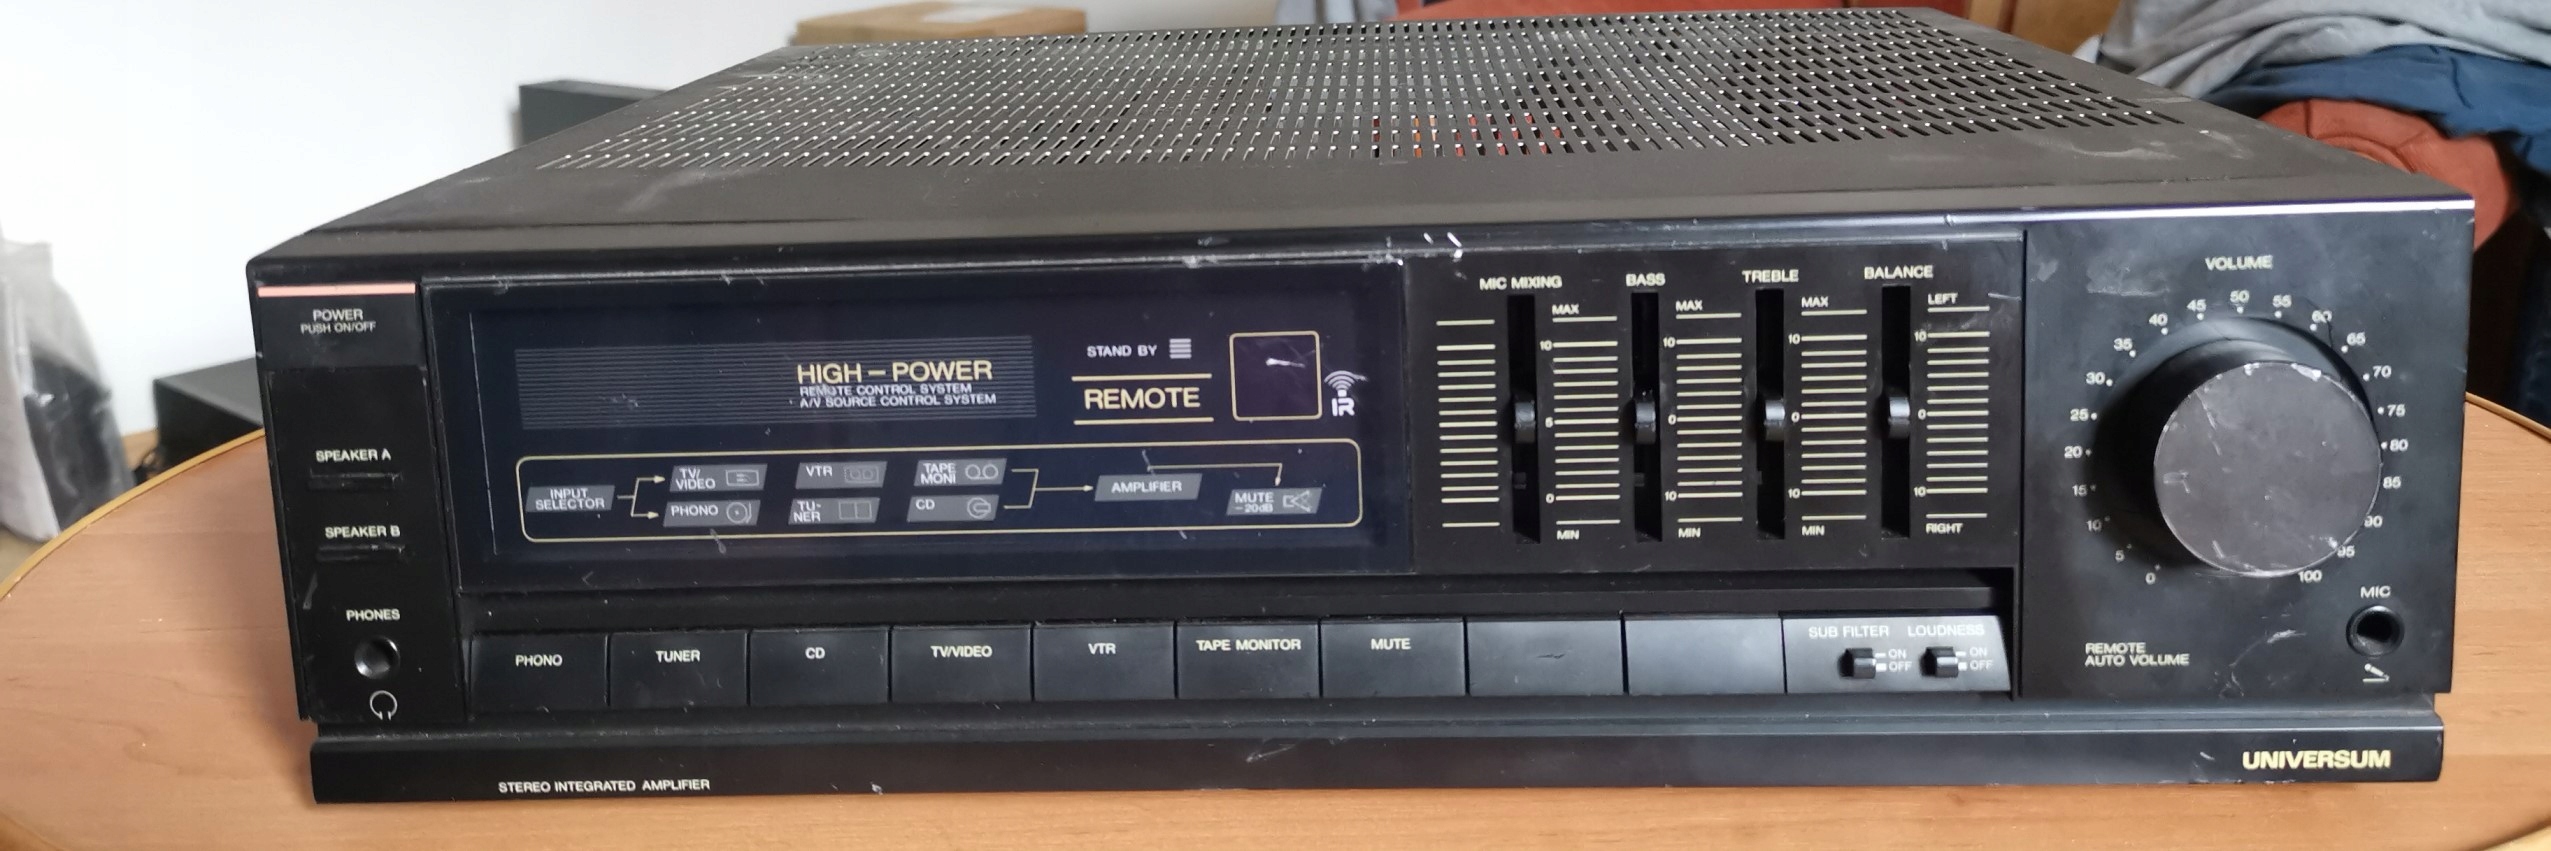 POWER
PUSH ON/OFF
SPEAKER A
SPEAKER B
PHONES
HIGH – POWER
REMOTE CONTROL SYSTEM
A/V SOURCE CONTROL SYSTEM
STAND BY
REMOTE
IR
INPUT
SELECTOR
TV/
VIDEO
VTR
TAPE
MONI
PHONO
TU-
NER
CD
AMPLIFIER
MUTE
-20dB
MIC MIXING
MAX
10
5
0
MIN
BASS
MAX
10
0
10
MIN
TREBLE
MAX
10
0
10
MIN
BALANCE
LEFT
10
0
10
RIGHT
VOLUME
0
5
10
15
20
25
30
35
40
45
50
55
60
65
70
75
80
85
90
95
100
MIC
REMOTE
AUTO VOLUME
PHONO
TUNER
CD
TV/VIDEO
VTR
TAPE MONITOR
MUTE
SUB FILTER
ON
OFF
LOUDNESS
ON
OFF
STEREO INTEGRATED AMPLIFIER
UNIVERSUM